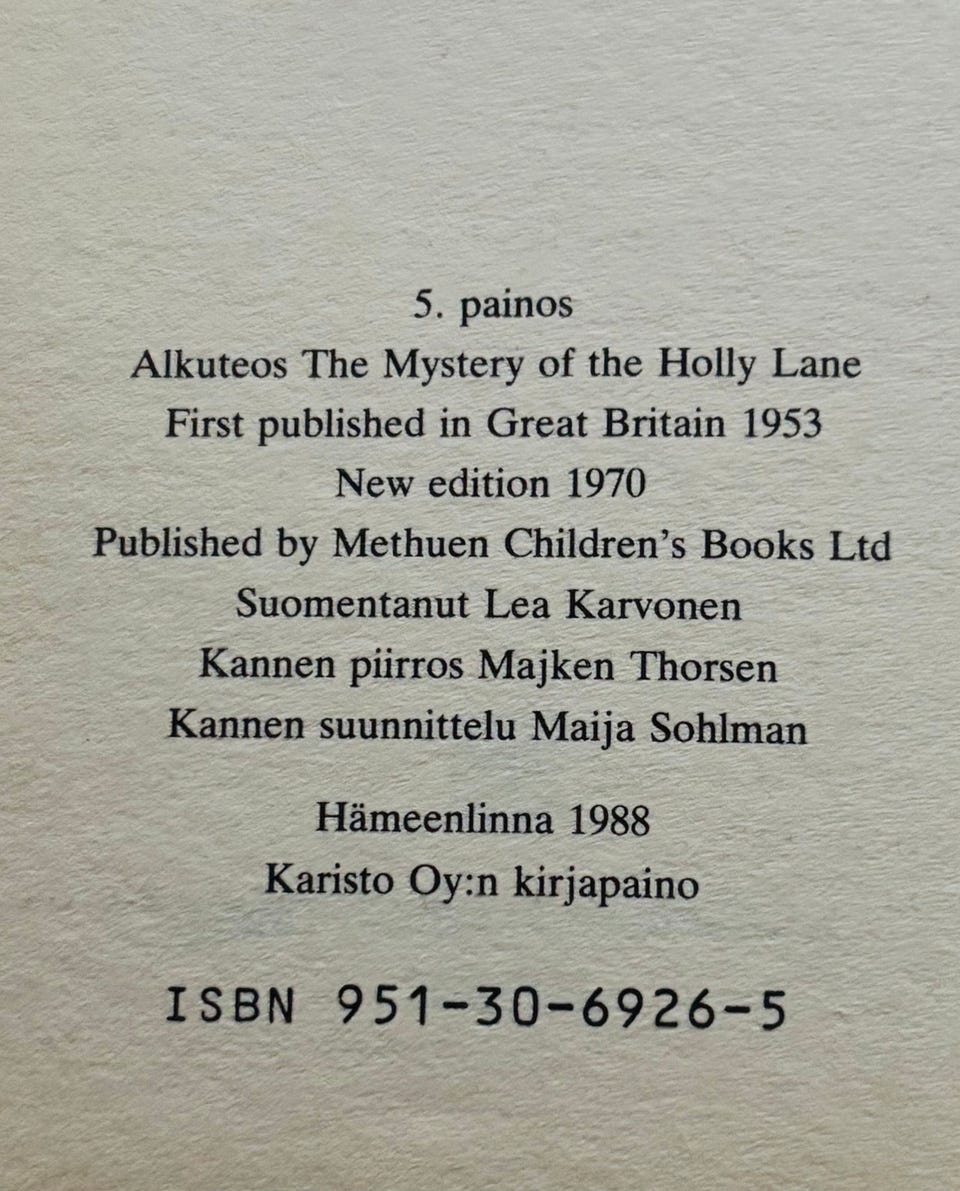 5. painos
Alkuteos The Mystery of the Holly Lane
First published in Great Britain 1953
New edition 1970
Published by Methuen Children's Books Ltd
Suomentanut Lea Karvonen
Kannen piirros Majken Thorsen
Kannen suunnittelu Maija Sohlman
Hämeenlinna 1988
Karisto Oy:n kirjapaino
ISBN 951-30-6926-5